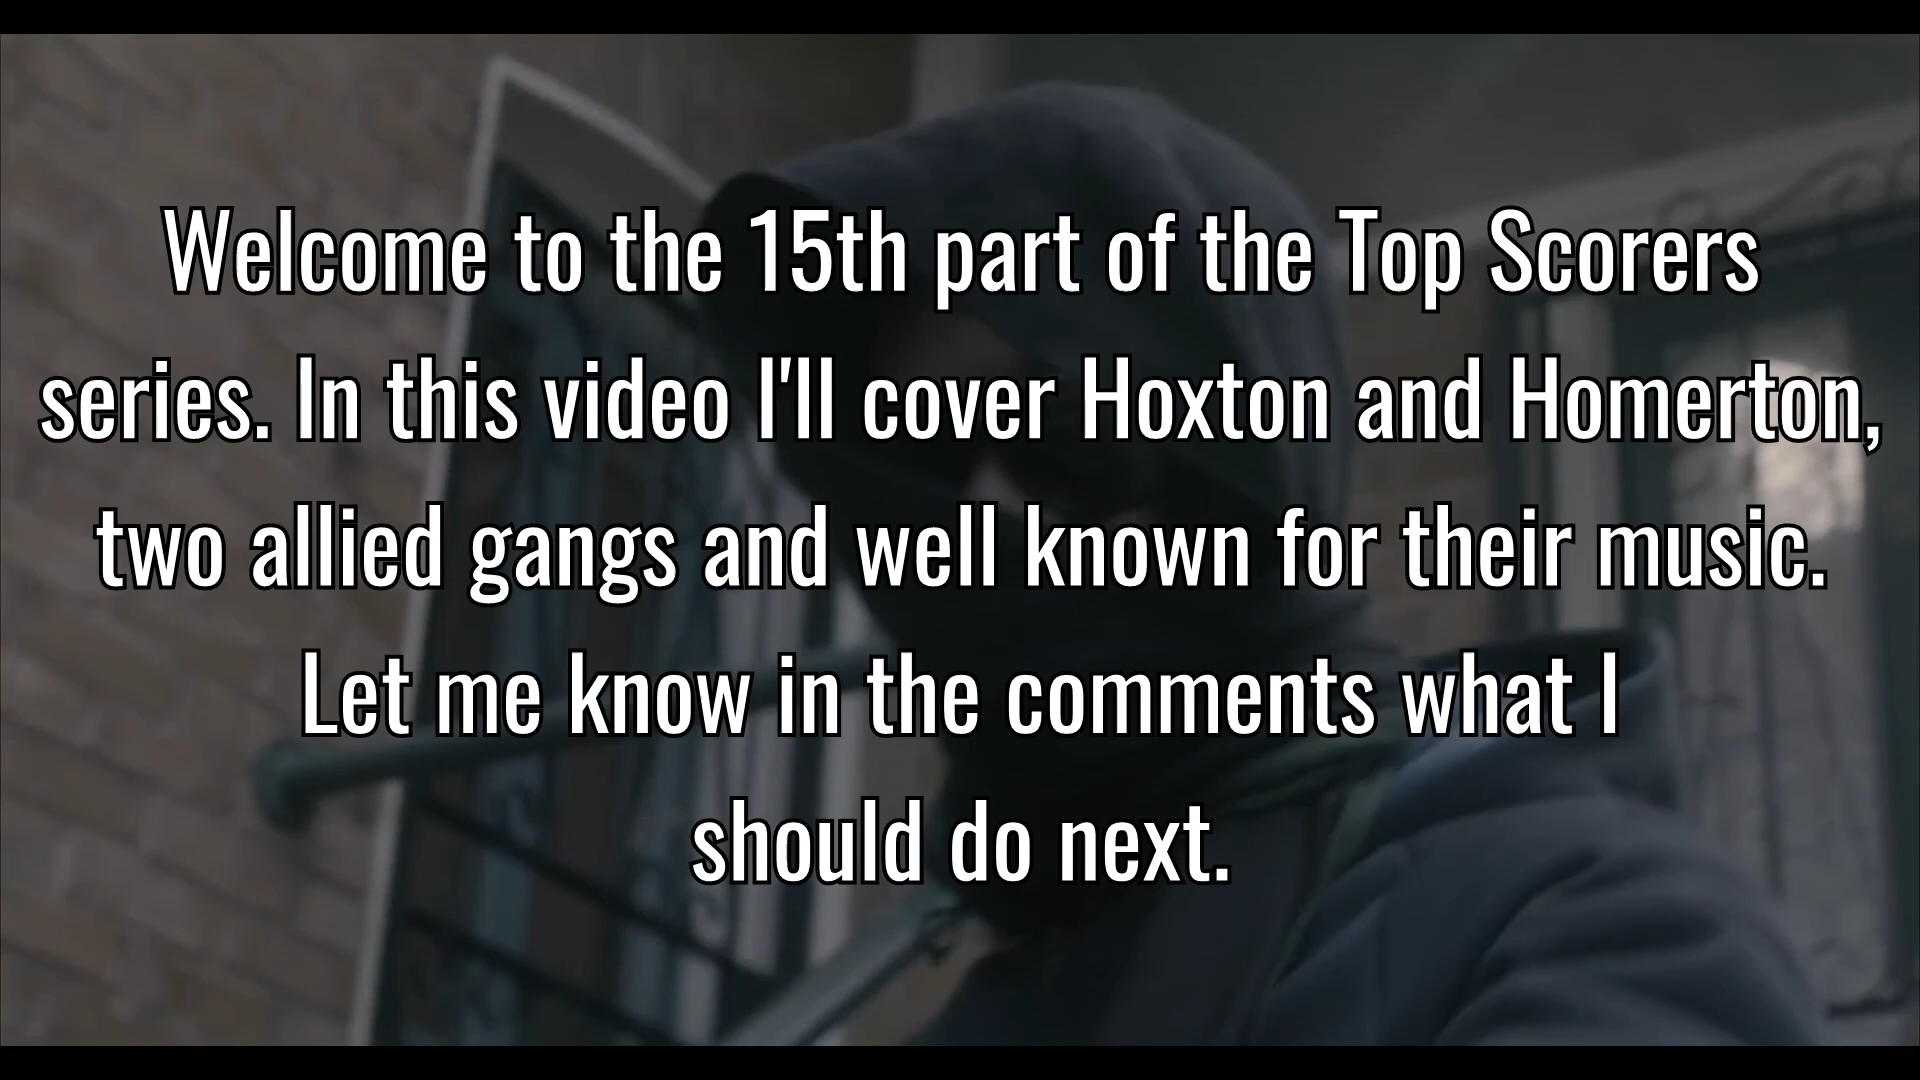 Welcome to the 15th part of the Top Scorers
series. In this video I'll cover Hoxton and Homerton,
two allied gangs and well known for their music.
Let me know in the comments what I
should do next.